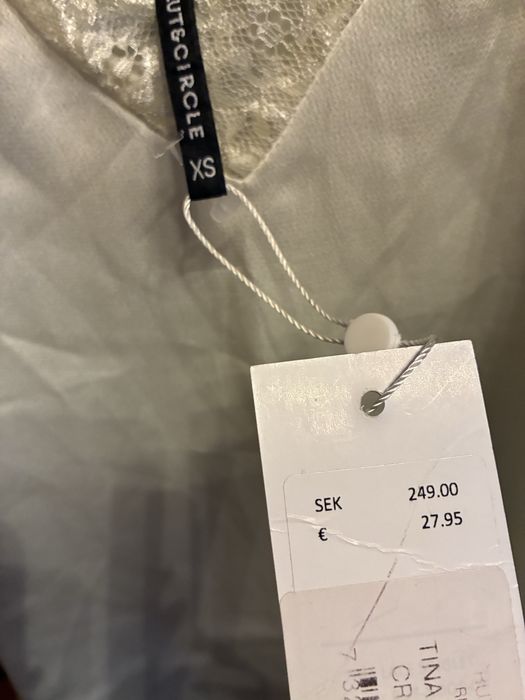 UT&CIRCLE
XS
SEK 249.00
€ 27.95
TINA
CR